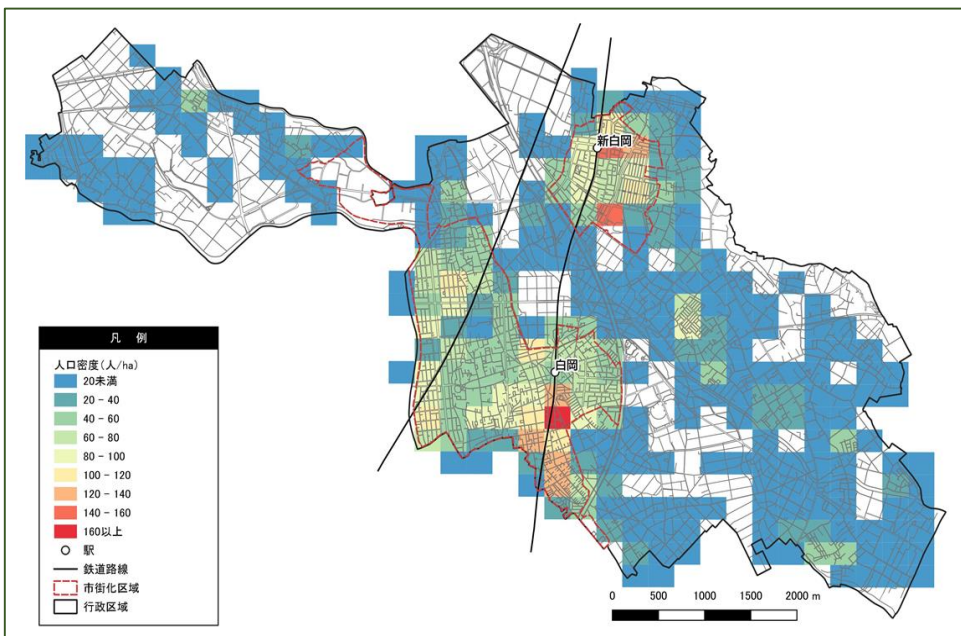 新白岡
白岡
凡 例
人口密度(人/ha)
20未満
20 - 40
40 - 60
60 - 80
80 - 100
100 - 120
120 - 140
140 - 160
160以上
駅
鉄道路線
市街化区域
行政区域
0 500 1000 1500 2000 m